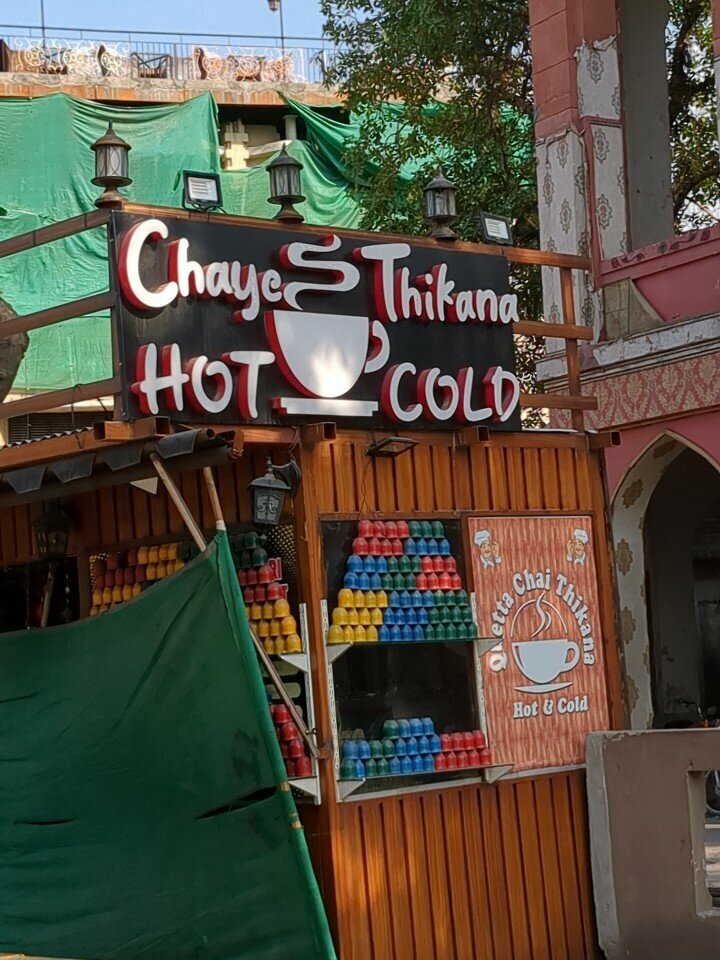 Chaye Thikana
HOT COLD
Quetta Chai Thikana
Hot & Cold